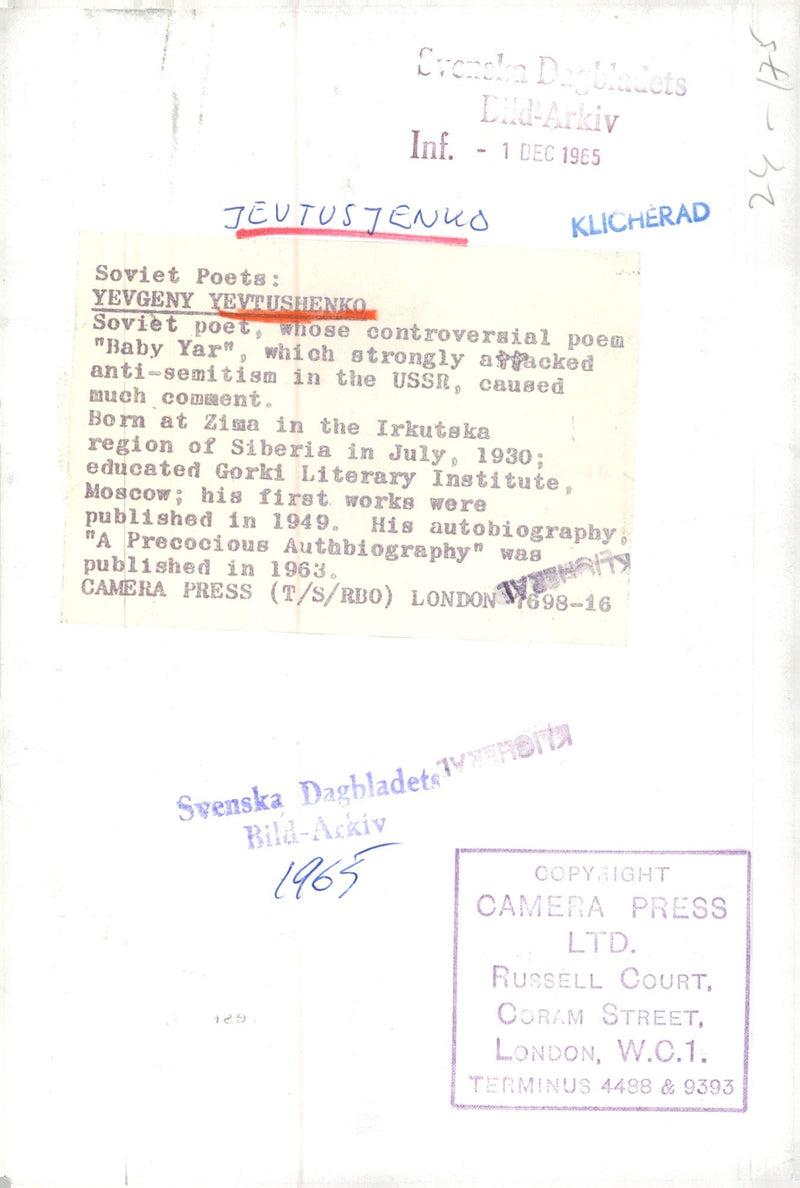 Svenska Dagbladets
Bild-Arkiv
Inf. - 1 DEC 1965
24-175
JEVTUSJENKO
KLICHERAD
Soviet Poets:
YEVGENY YEVTUSHENKO
Soviet poet, whose controversial poem
"Baby Yar", which strongly attacked
anti-semitism in the USSR, caused
much comment.
Born at Zima in the Irkutska
region of Siberia in July, 1930;
educated Gorki Literary Institute,
Moscow; his first works were
published in 1949. His autobiography,
"A Precocious Authbiography" was
published in 1963.
CAMERA PRESS (T/S/RBO) LONDON 7698-16
KLICHERAD
KLICHERAD
Svenska Dagbladets
Bild-Arkiv
1965
COPYRIGHT
CAMERA PRESS
LTD.
RUSSELL COURT,
CORAM STREET,
LONDON, W.C.1.
TERMINUS 4488 & 9393